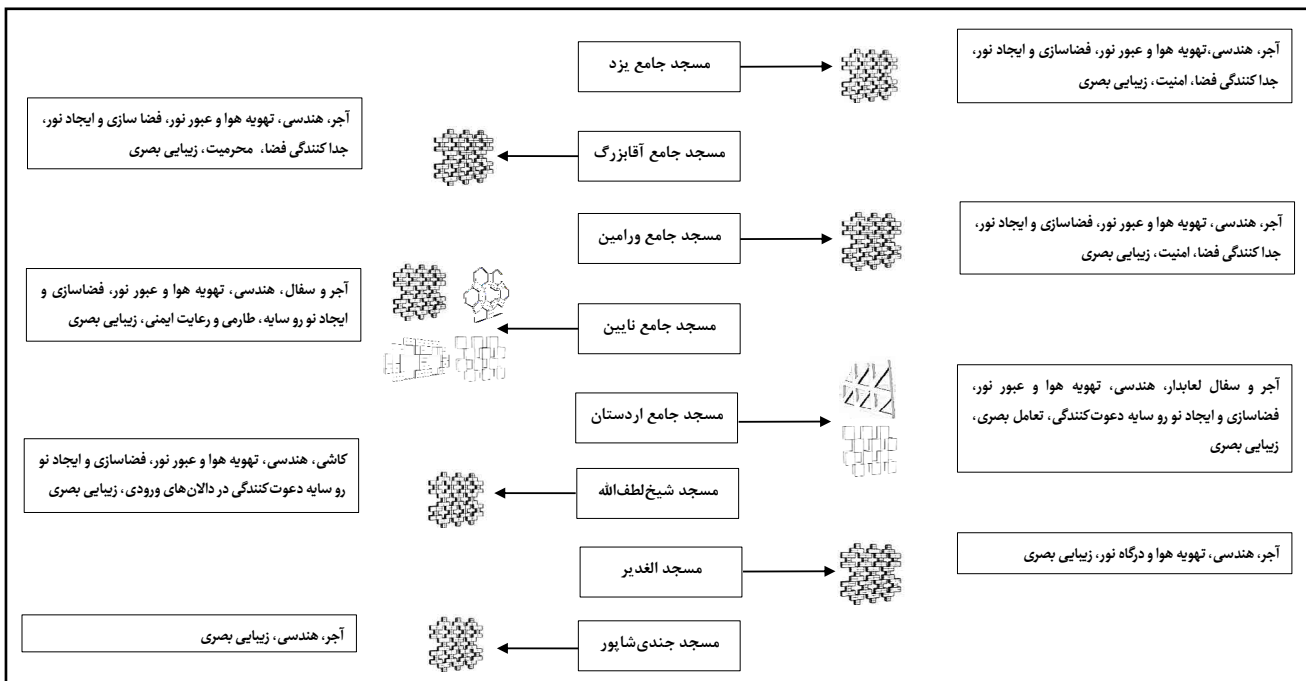 مسجد جامع یزد
آجر، هندسی،تهویه هوا و عبور نور، فضاسازی و ایجاد نور،
جدا کنندگی فضا، امنیت، زیبایی بصری
مسجد جامع آقابزرگ
آجر، هندسی، تهویه هوا و عبور نور، فضا سازی و ایجاد نور،
جدا کنندگی فضا، محرمیت، زیبایی بصری
مسجد جامع ورامین
آجر، هندسی، تهویه هوا و عبور نور، فضاسازی و ایجاد نور،
جدا کنندگی فضا، امنیت، زیبایی بصری
مسجد جامع نایین
آجر و سفال، هندسی، تهویه هوا و عبور نور، فضاسازی و
ایجاد نو رو سایه، طارمی و رعایت ایمنی، زیبایی بصری
مسجد جامع اردستان
آجر و سفال لعابدار، هندسی، تهویه هوا و عبور نور،
فضاسازی و ایجاد نو رو سایه دعوت‌کنندگی، تعامل بصری،
زیبایی بصری
مسجد شیخ‌لطف‌الله
کاشی، هندسی، تهویه هوا و عبور نور، فضاسازی و ایجاد نو
رو سایه دعوت‌کنندگی در دالان‌های ورودی، زیبایی بصری
مسجد الغدیر
آجر، هندسی، تهویه هوا و درگاه نور، زیبایی بصری
مسجد جندی‌شاپور
آجر، هندسی، زیبایی بصری